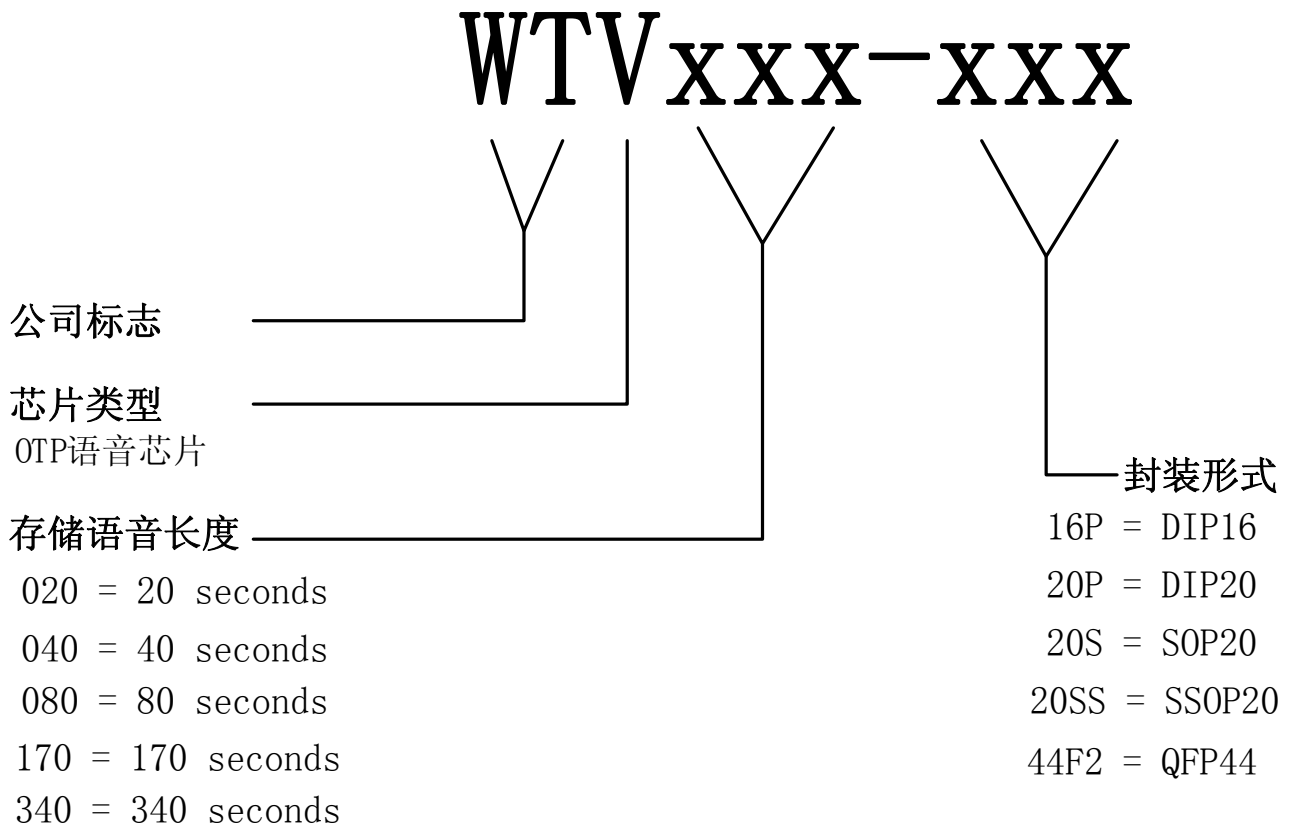 WTVxxx-xxx
公司标志
芯片类型
OTP语音芯片
存储语音长度
020 = 20 seconds
040 = 40 seconds
080 = 80 seconds
170 = 170 seconds
340 = 340 seconds
封装形式
16P = DIP16
20P = DIP20
20S = SOP20
20SS = SSOP20
44F2 = QFP44